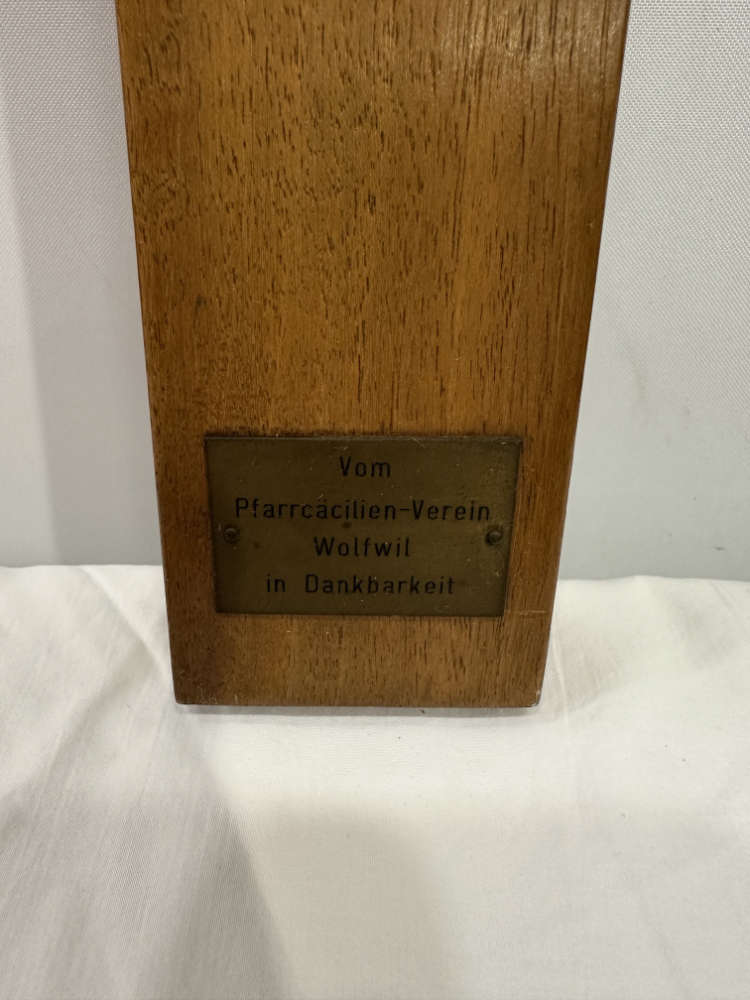 Vom
Pfarrcäcilien-Verein
Wolfwil
in Dankbarkeit